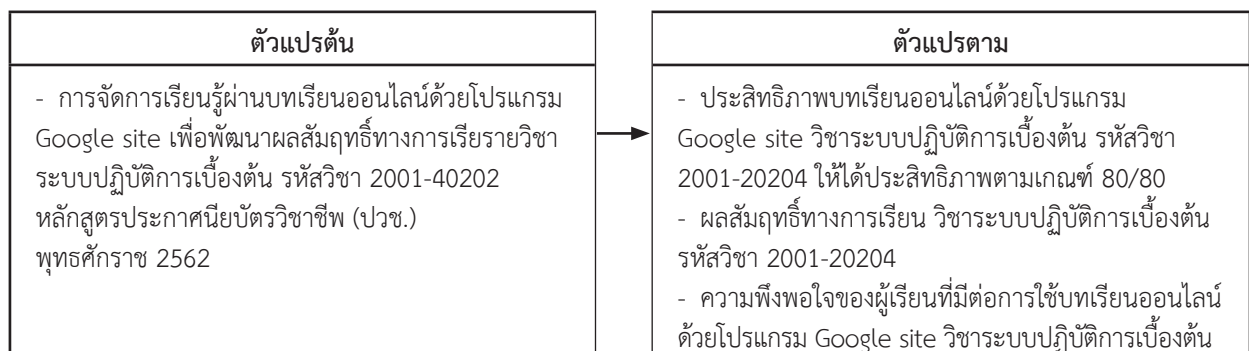 ตัวแปรต้น
- การจัดการเรียนรู้ผ่านบทเรียนออนไลน์ด้วยโปรแกรม
Google site เพื่อพัฒนาผลสัมฤทธิ์ทางการเรียรายวิชา
ระบบปฏิบัติการเบื้องต้น รหัสวิชา 2001-40202
หลักสูตรประกาศนียบัตรวิชาชีพ (ปวช.)
พุทธศักราช 2562
ตัวแปรตาม
- ประสิทธิภาพบทเรียนออนไลน์ด้วยโปรแกรม
Google site วิชาระบบปฏิบัติการเบื้องต้น รหัสวิชา
2001-20204 ให้ได้ประสิทธิภาพตามเกณฑ์ 80/80
- ผลสัมฤทธิ์ทางการเรียน วิชาระบบปฏิบัติการเบื้องต้น
รหัสวิชา 2001-20204
- ความพึงพอใจของผู้เรียนที่มีต่อการใช้บทเรียนออนไลน์
ด้วยโปรแกรม Google site วิชาระบบปฏิบัติการเบื้องต้น